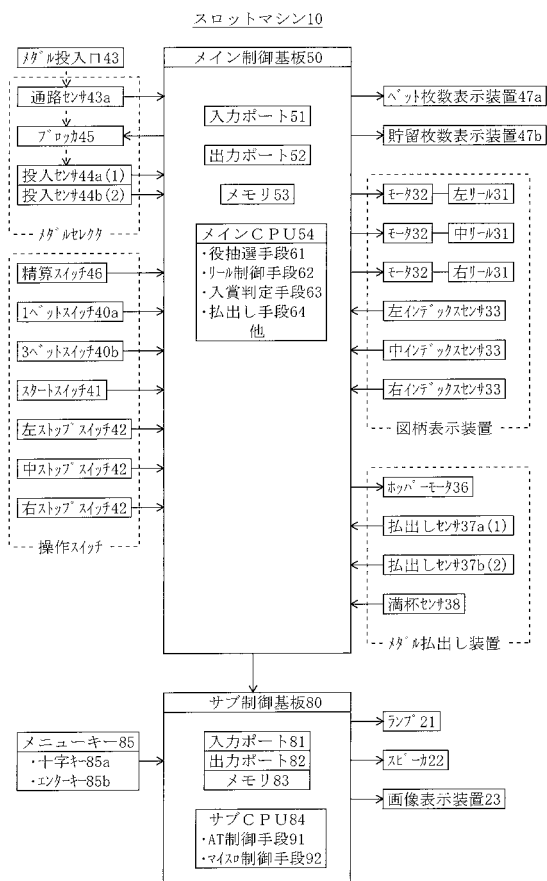 スロットマシン10
メダル投入口43
通路センサ43a
ブロッカ45
投入センサ44a(1)
投入センサ44b(2)
メダルセレクタ
精算スイッチ46
1ベットスイッチ40a
3ベットスイッチ40b
スタートスイッチ41
左ストップスイッチ42
中ストップスイッチ42
右ストップスイッチ42
操作スイッチ
メイン制御基板50
入力ポート51
出力ポート52
メモリ53
メインCPU54
・役抽選手段61
・リール制御手段62
・入賞判定手段63
・払出し手段64
他
ベット枚数表示装置47a
貯留枚数表示装置47b
モータ32 左リール31
モータ32 中リール31
モータ32 右リール31
左インデックスセンサ33
中インデックスセンサ33
右インデックスセンサ33
図柄表示装置
ホッパーモータ36
払出しセンサ37a(1)
払出しセンサ37b(2)
満杯センサ38
メダル払出し装置
メニューキー85
・十字キー85a
・エンターキー85b
サブ制御基板80
入力ポート81
出力ポート82
メモリ83
サブCPU84
・AT制御手段91
・マイスロ制御手段92
ランプ21
スピーカ22
画像表示装置23